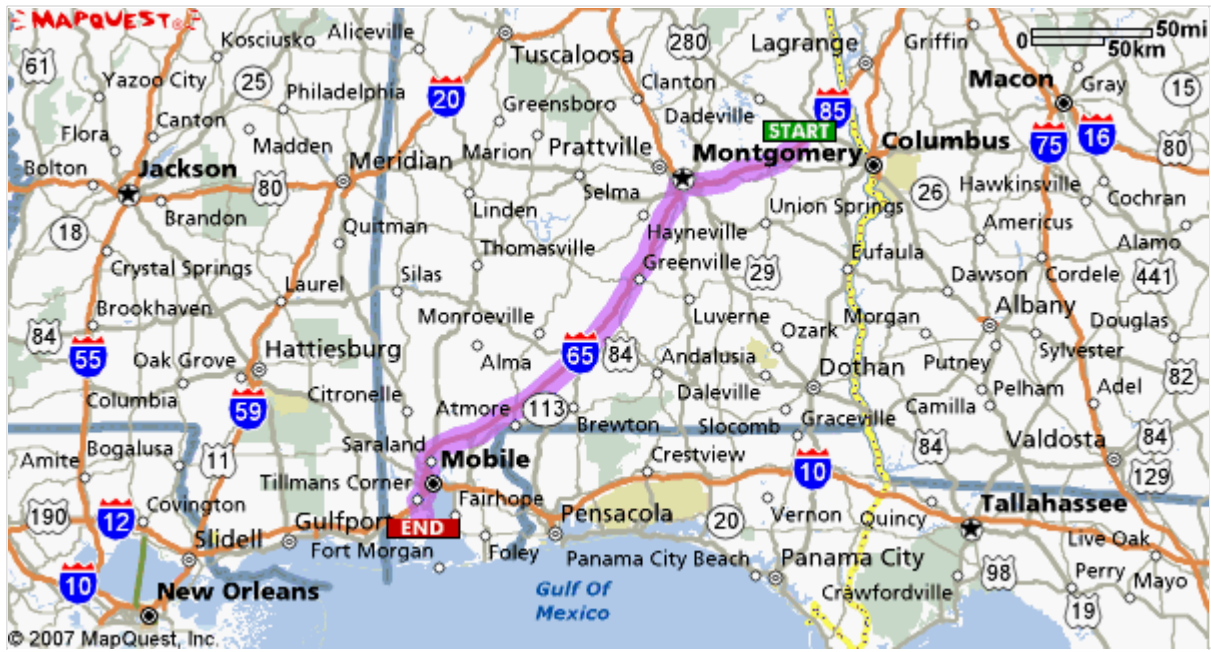 MAPQUEST
Kosciusko
Aliceville
Tuscaloosa
280
Lagrange
Griffin
0 50mi
50km
61
Yazoo City
25
Philadelphia
20
Greensboro
Clanton
Dadeville
85
Macon
Gray
15
Flora
Canton
Madden
Marion
Prattville
START
Montgomery
Columbus
75
16
Bolton
Jackson
Meridian
80
Selma
80
Brandon
Linden
Union Springs
26
Hawkinsville
Cochran
18
Quitman
Thomasville
Hayneville
Americus
Alamo
Crystal Springs
Silas
Greenville
29
Eufaula
Dawson
Cordele
441
Laurel
Brookhaven
Monroeville
Luverne
Ozark
Morgan
Albany
Douglas
84
55
Oak Grove
Hattiesburg
Alma
65
84
Andalusia
Dothan
Putney
Sylvester
82
Columbia
59
Citronelle
Atmore
113
Daleville
Pelham
Adel
Brewton
Slocomb
Graceville
Camilla
Bogalusa
11
Saraland
Mobile
Crestview
10
84
Valdosta
84
129
Amite
Tillmans Corner
Covington
Fairhope
190
12
Gulfport
END
Pensacola
20
Vernon
Quincy
Tallahassee
Slidell
Fort Morgan
Foley
Panama City Beach
Panama City
Live Oak
10
New Orleans
Gulf Of
Mexico
Crawfordville
98
Perry
Mayo
19
© 2007 MapQuest, Inc.